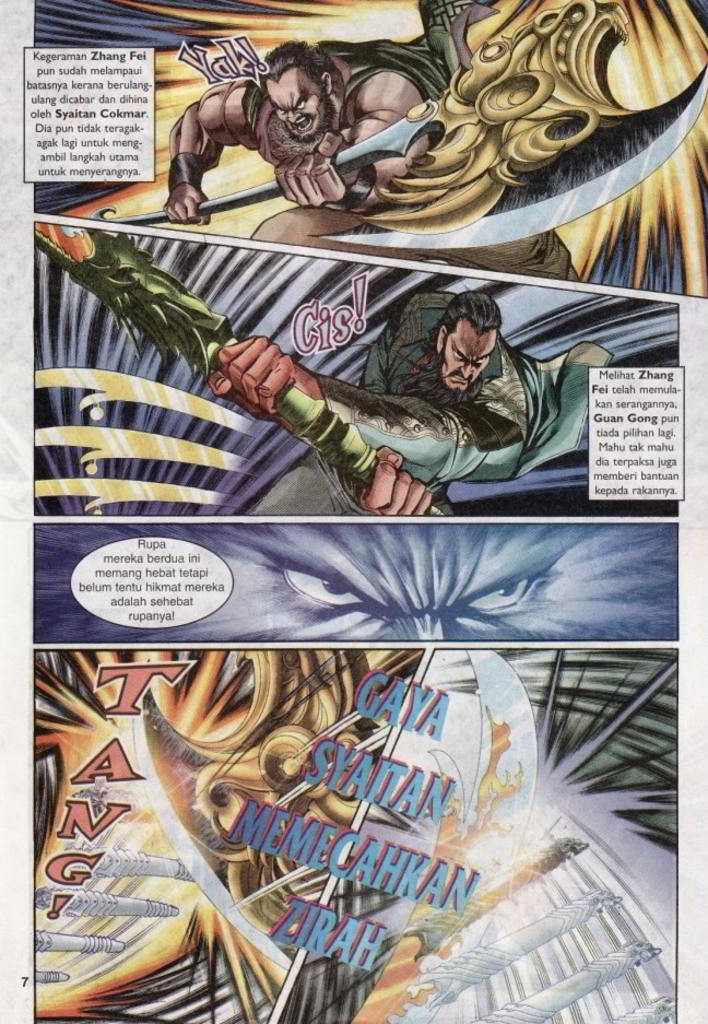 Kegeraman Zhang Fei
pun sudah melampaui
batasnya kerana berulang-
ulang dicabar dan dihina
oleh Syaitan Cokmar.
Dia pun tidak teragak-
agak lagi untuk meng-
ambil langkah utama
untuk menyerangnya.
Yak!
Cis!
Melihat Zhang
Fei telah memula-
kan serangannya,
Guan Gong pun
tiada pilihan lagi.
Mahu tak mahu
dia terpaksa juga
memberi bantuan
kepada rakannya.
Rupa
mereka berdua ini
memang hebat tetapi
belum tentu hikmat mereka
adalah sehebat
rupanya!
TANG!
GAYA
SYAITAN
MEMECAHKAN
ZIRAH
7